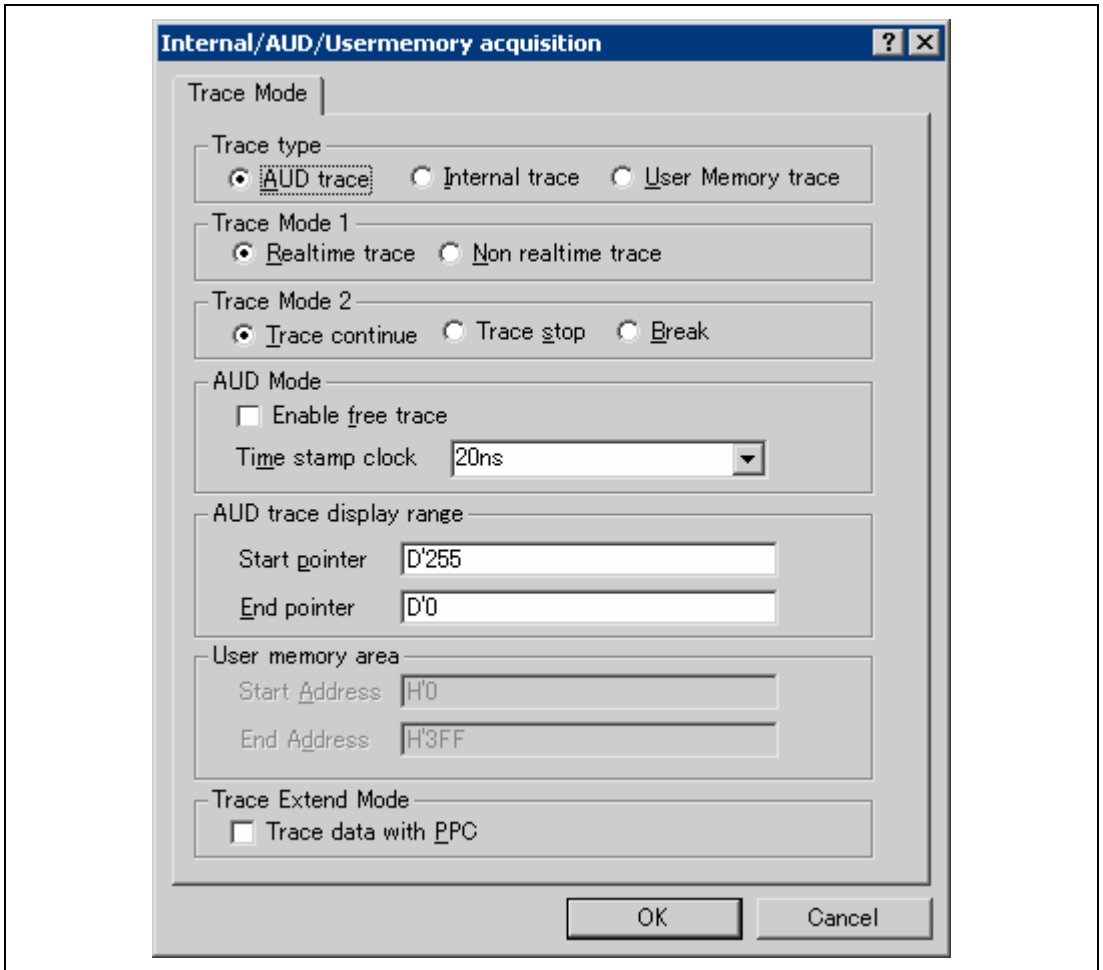 Internal/AUD/Usermemory acquisition
Trace Mode
Trace type
AUD trace Internal trace User Memory trace
Trace Mode 1
Realtime trace Non realtime trace
Trace Mode 2
Trace continue Trace stop Break
AUD Mode
Enable free trace
Time stamp clock 20ns
AUD trace display range
Start pointer D'255
End pointer D'0
User memory area
Start Address H'0
End Address H'3FF
Trace Extend Mode
Trace data with PPC
OK Cancel